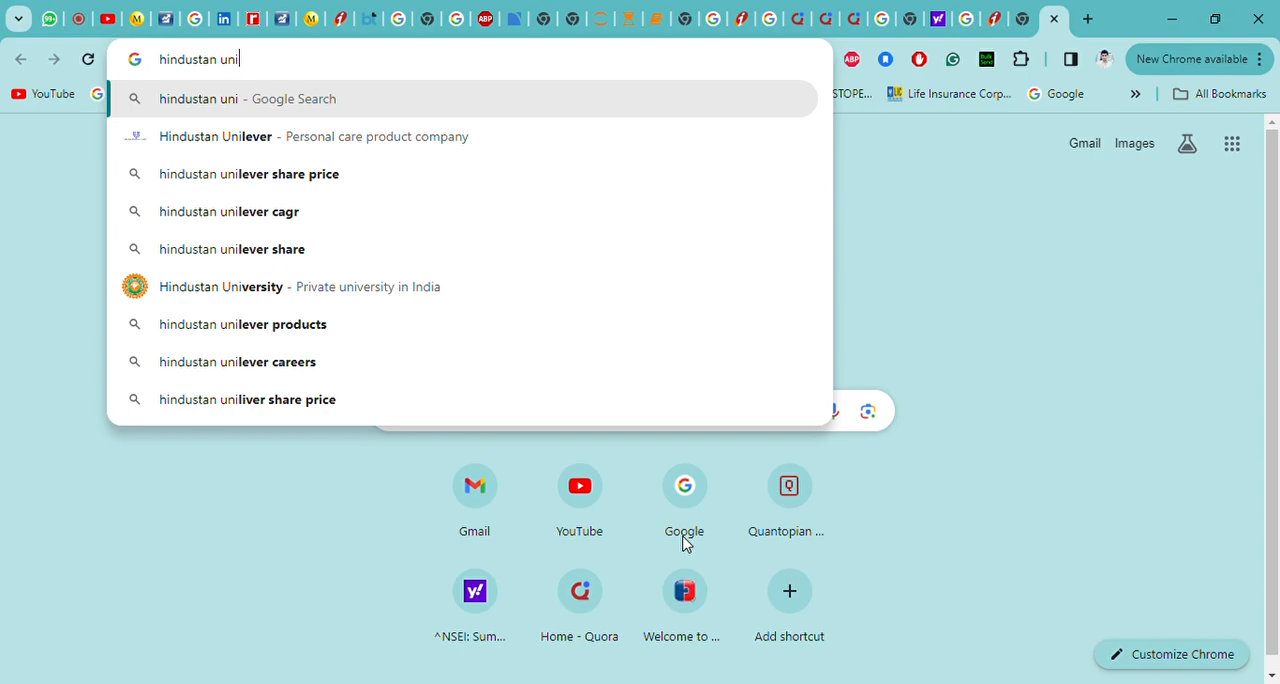 99+
hindustan uni
New Chrome available
YouTube
STOPE...
Life Insurance Corp...
Google
»
All Bookmarks
hindustan uni - Google Search
Hindustan Unilever - Personal care product company
hindustan unilever share price
hindustan unilever cagr
hindustan unilever share
Hindustan University - Private university in India
hindustan unilever products
hindustan unilever careers
hindustan uniliver share price
Gmail Images
Gmail
YouTube
Google
Quantopian ...
^NSEI: Sum...
Home - Quora
Welcome to ...
Add shortcut
Customize Chrome